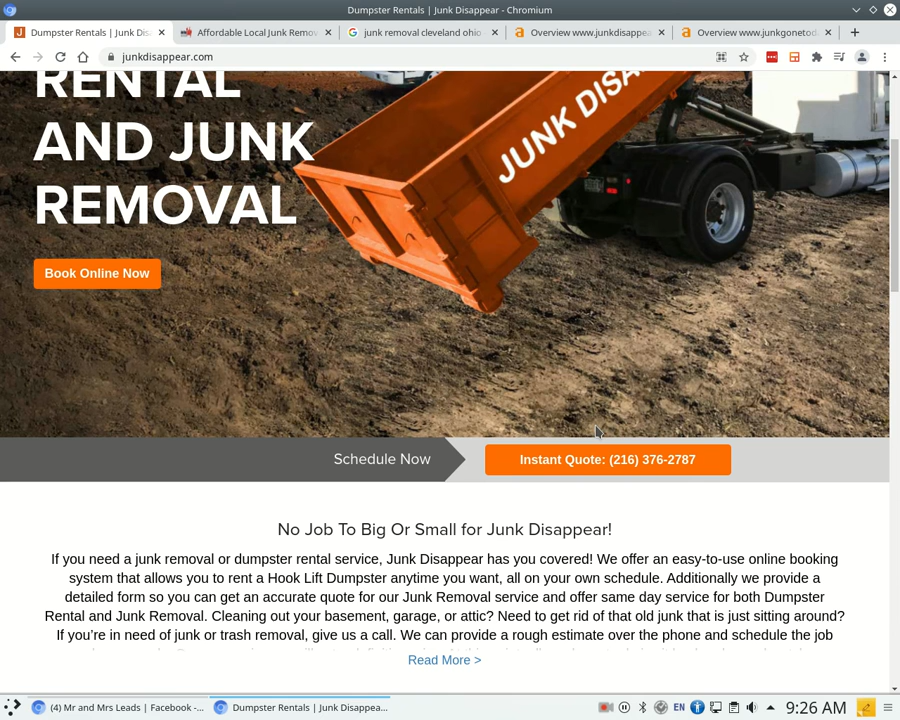 Dumpster Rentals | Junk Disappear - Chromium
Dumpster Rentals | Junk Dis
Affordable Local Junk Remov
junk removal cleveland ohio
Overview www.junkdisappea
Overview www.junkgonetod
junkdisappear.com
RENTAL
AND JUNK
REMOVAL
JUNK DISA
Book Online Now
Schedule Now
Instant Quote: (216) 376-2787
No Job To Big Or Small for Junk Disappear!
If you need a junk removal or dumpster rental service, Junk Disappear has you covered! We offer an easy-to-use online booking
system that allows you to rent a Hook Lift Dumpster anytime you want, all on your own schedule. Additionally we provide a
detailed form so you can get an accurate quote for our Junk Removal service and offer same day service for both Dumpster
Rental and Junk Removal. Cleaning out your basement, garage, or attic? Need to get rid of that old junk that is just sitting around?
If you're in need of junk or trash removal, give us a call. We can provide a rough estimate over the phone and schedule the job
Read More >
(4) Mr and Mrs Leads | Facebook -...
Dumpster Rentals | Junk Disappea...
EN
9:26 AM